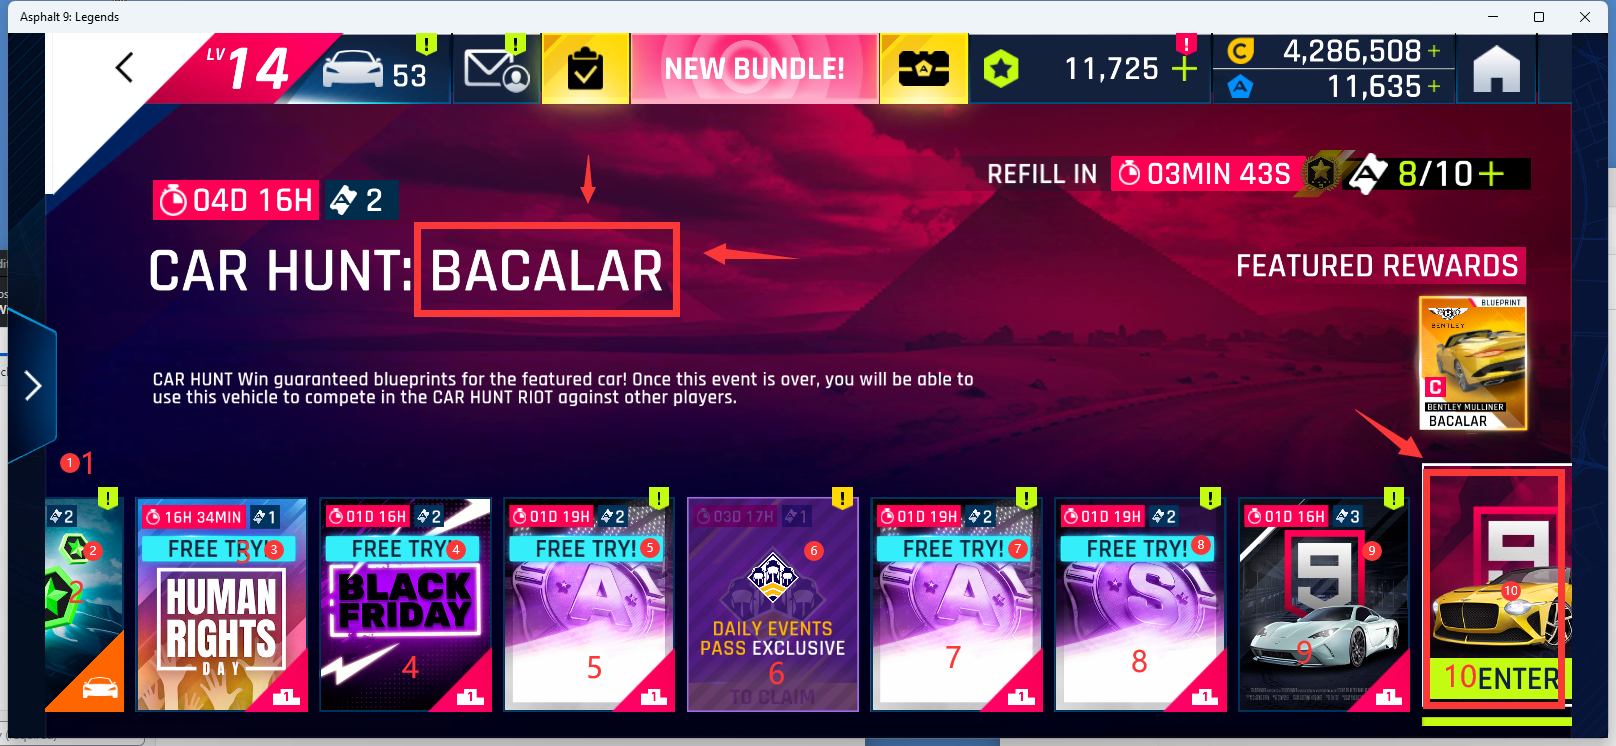 Asphalt 9: Legends
LV 14
53
NEW BUNDLE!
11,725
4,286,508
11,635
REFILL IN 03MIN 43S 8/10
04D 16H 2
CAR HUNT: BACALAR
FEATURED REWARDS
BLUEPRINT
BENTLEY
C
BENTLEY MULLINER
BACALAR
CAR HUNT Win guaranteed blueprints for the featured car! Once this event is over, you will be able to
use this vehicle to compete in the CAR HUNT RIOT against other players.
1 1
2
2
2
16H 34MIN 1
FREE TRY!
3 3
HUMAN
RIGHTS
DAY
1
01D 16H 2
FREE TRY!
4
BLACK
FRIDAY
4
1
01D 19H 2
FREE TRY!
5
A
5
1
03D 17H 1
6
DAILY EVENTS
PASS EXCLUSIVE
6
TO CLAIM
01D 19H 2
FREE TRY!
7
A
7
1
01D 19H 2
FREE TRY!
8
S
8
1
01D 16H 3
9
9
9
1
9
10
10 ENTER